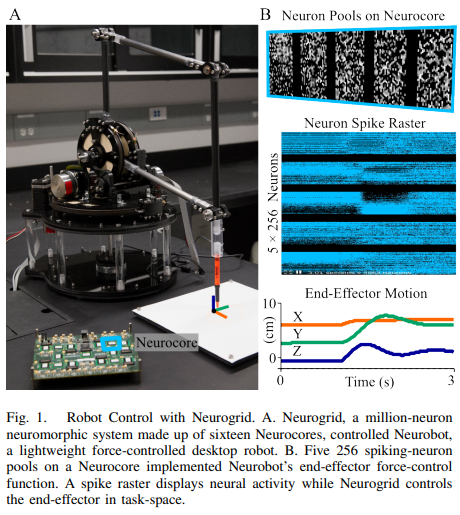 A
B
Neuron Pools on Neurocore
Neuron Spike Raster
5 × 256 Neurons
End-Effector Motion
10
(cm)
0
X
Y
Z
0
Time (s)
3
Neurocore
Fig. 1. Robot Control with Neurogrid. A. Neurogrid, a million-neuron
neuromorphic system made up of sixteen Neurocores, controlled Neurobot,
a lightweight force-controlled desktop robot. B. Five 256 spiking-neuron
pools on a Neurocore implemented Neurobot's end-effector force-control
function. A spike raster displays neural activity while Neurogrid controls
the end-effector in task-space.